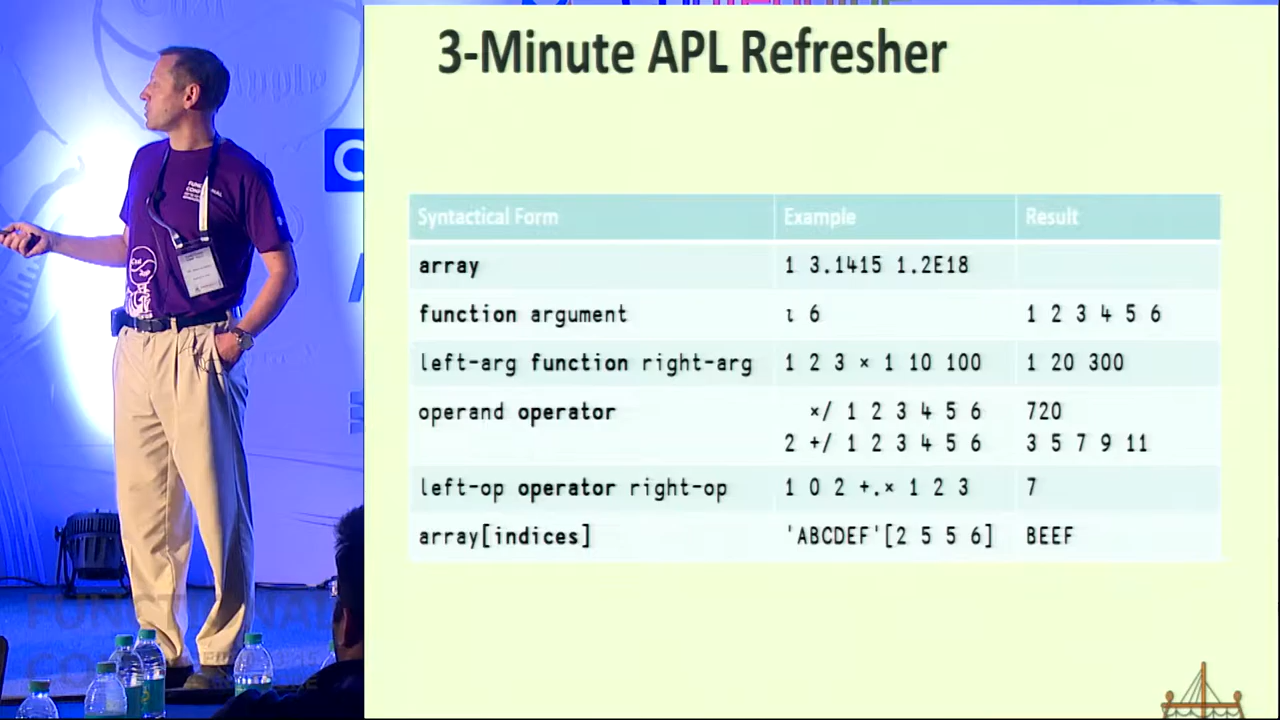 3-Minute APL Refresher
Syntactical Form Example Result
array 1 3.1415 1.2E18
function argument ⍳ 6 1 2 3 4 5 6
left-arg function right-arg 1 2 3 × 1 10 100 1 20 300
operand operator ×/ 1 2 3 4 5 6 720
2 +/ 1 2 3 4 5 6 3 5 7 9 11
left-op operator right-op 1 0 2 +.× 1 2 3 7
array[indices] 'ABCDEF'[2 5 5 6] BEEF
Apple
FUNCTIONAL